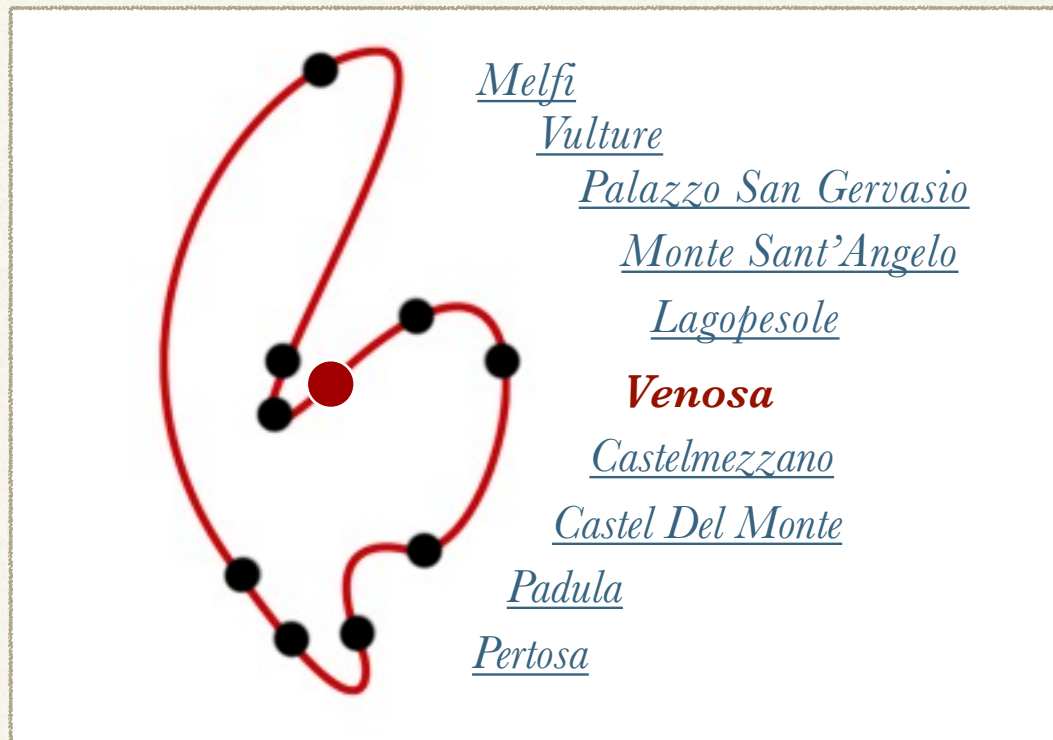 Melfi
Vulture
Palazzo San Gervasio
Monte Sant’Angelo
Lagopesole
Venosa
Castelmezzano
Castel Del Monte
Padula
Pertosa